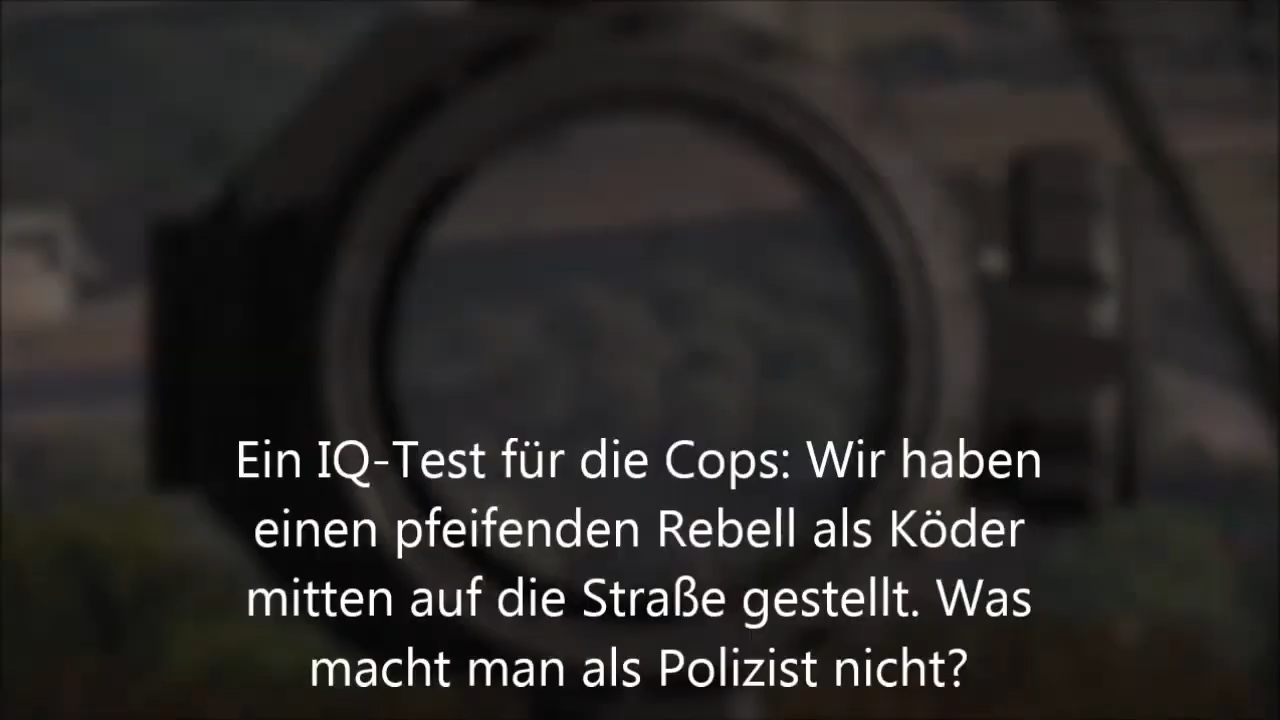 Ein IQ-Test für die Cops: Wir haben
einen pfeifenden Rebell als Köder
mitten auf die Straße gestellt. Was
macht man als Polizist nicht?